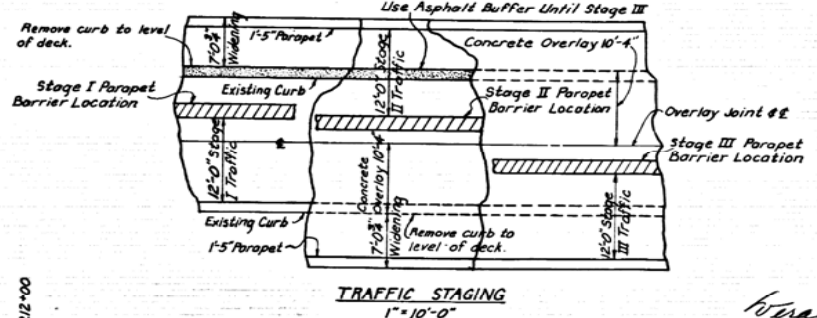 Use Asphalt Buffer Until Stage III
Remove curb to level
of deck.
7'-0¾"
Widening
1'-5" Parapet
12'-0" Stage
II Traffic
Concrete Overlay 10'-4"
Stage I Parapet
Barrier Location
Existing Curb
Stage II Parapet
Barrier Location
Overlay Joint @ ℄
Stage III Parapet
Barrier Location
℄
12'-0" Stage
I Traffic
Concrete
Overlay 10'-4"
7'-0¾"
Widening
Existing Curb
Remove curb to
level of deck.
1'-5" Parapet
12'-0" Stage
III Traffic
TRAFFIC STAGING
1" = 10'-0"
212+00